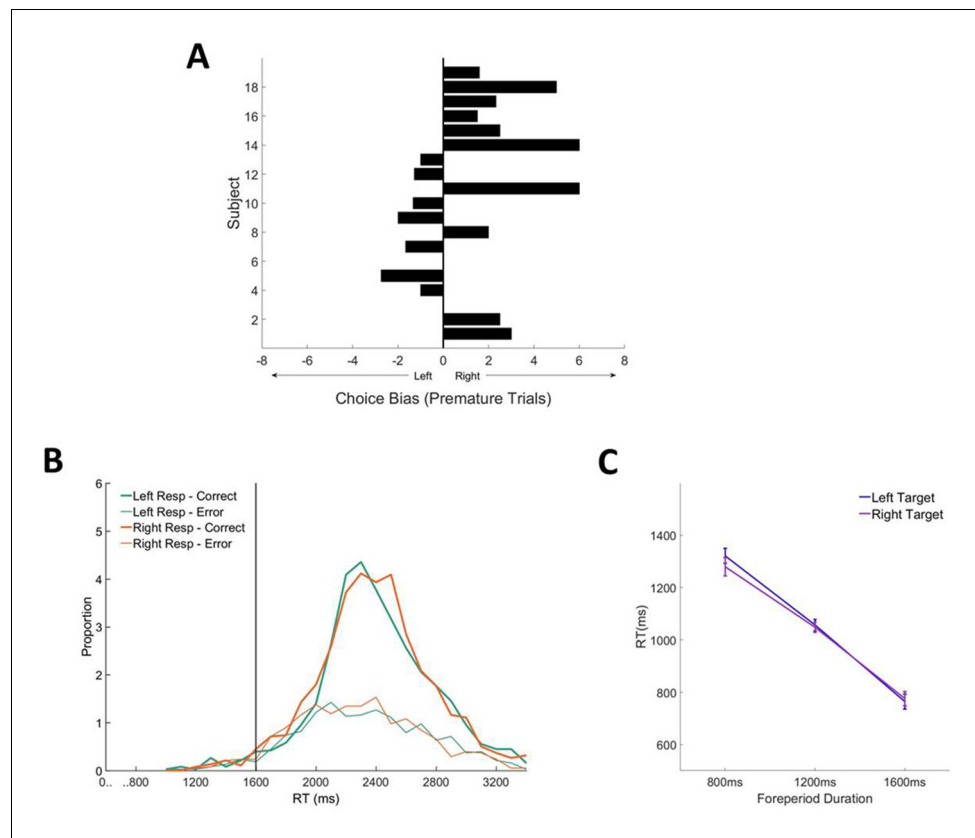 A
Subject
18
16
14
12
10
8
6
4
2
-8 -6 -4 -2 0 2 4 6 8
Left Right
Choice Bias (Premature Trials)
B
Proportion
6
5
4
3
2
1
0
Left Resp - Correct
Left Resp - Error
Right Resp - Correct
Right Resp - Error
0.. ..800 1200 1600 2000 2400 2800 3200
RT (ms)
C
RT(ms)
1400
1200
1000
800
600
Left Target
Right Target
800ms 1200ms 1600ms
Foreperiod Duration